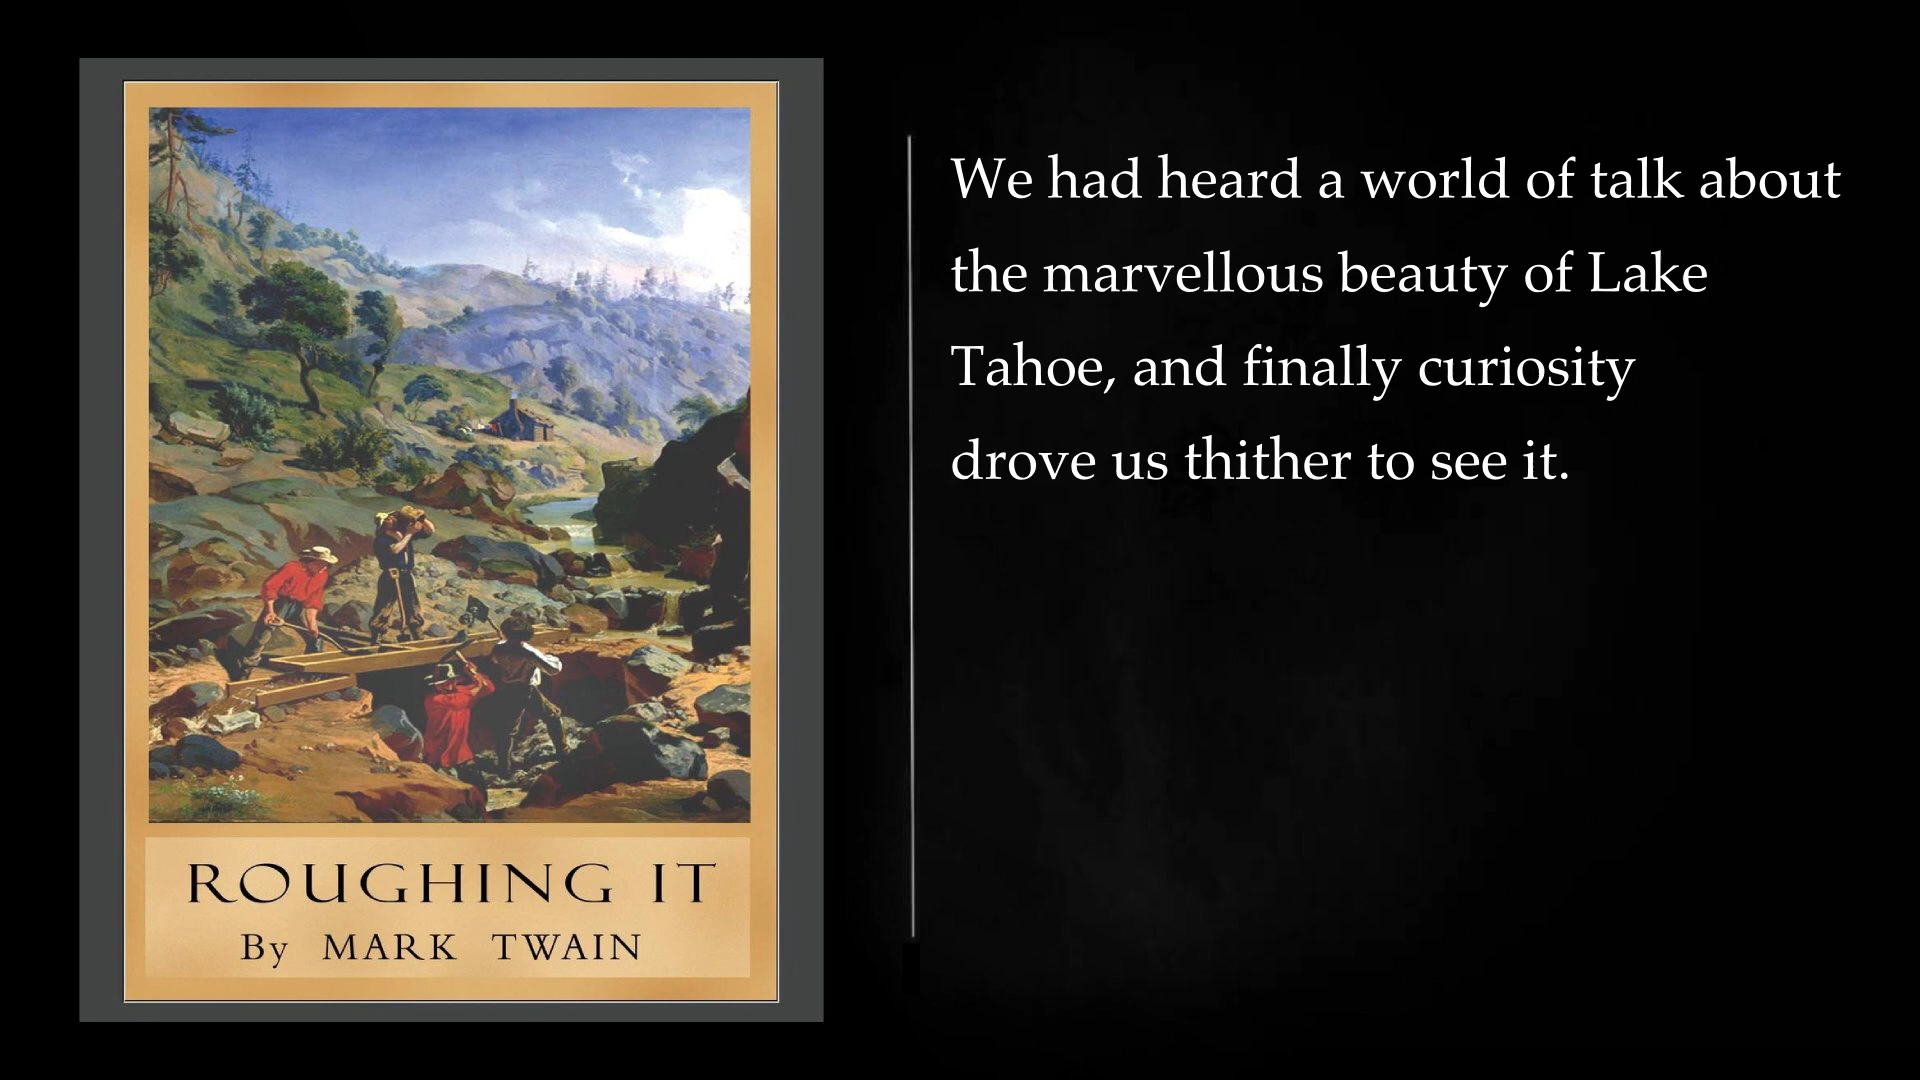 ROUGHING IT
By MARK TWAIN
We had heard a world of talk about
the marvellous beauty of Lake
Tahoe, and finally curiosity
drove us thither to see it.